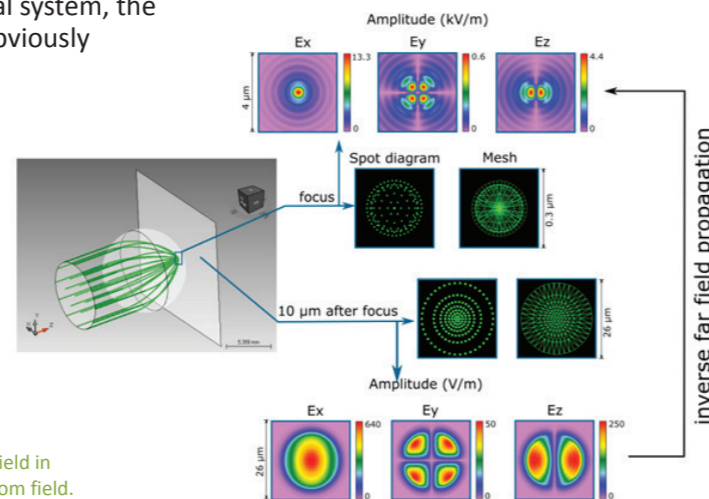 al system, the
bviously
Amplitude (kV/m)
Ex
Ey
Ez
13.3
0.6
4.4
4 µm
0
0
0
Spot diagram
Mesh
focus
0.3 µm
10 µm after focus
26 µm
Amplitude (V/m)
Ex
Ey
Ez
640
50
250
26 µm
0
0
0
inverse far field propagation
Y
X
Z
ield in
om field.